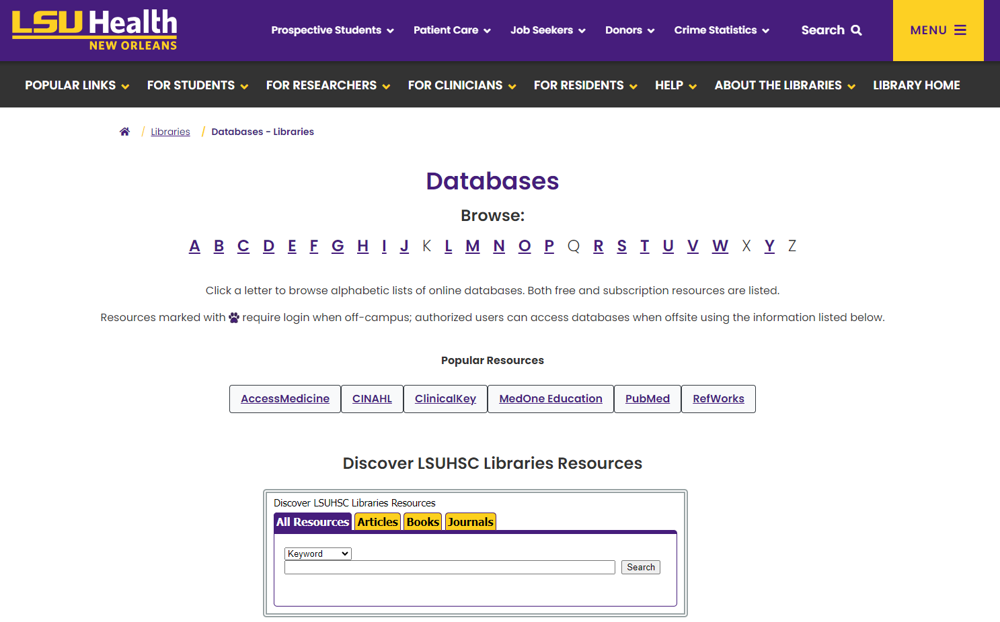 LSU Health
NEW ORLEANS
Prospective Students Patient Care Job Seekers Donors Crime Statistics Search MENU
POPULAR LINKS FOR STUDENTS FOR RESEARCHERS FOR CLINICIANS FOR RESIDENTS HELP ABOUT THE LIBRARIES LIBRARY HOME
/ Libraries / Databases - Libraries
Databases
Browse:
A B C D E F G H I J K L M N O P Q R S T U V W X Y Z
Click a letter to browse alphabetic lists of online databases. Both free and subscription resources are listed.
Resources marked with require login when off-campus; authorized users can access databases when offsite using the information listed below.
Popular Resources
AccessMedicine CINAHL ClinicalKey MedOne Education PubMed RefWorks
Discover LSUHSC Libraries Resources
Discover LSUHSC Libraries Resources
All Resources Articles Books Journals
Keyword
Search